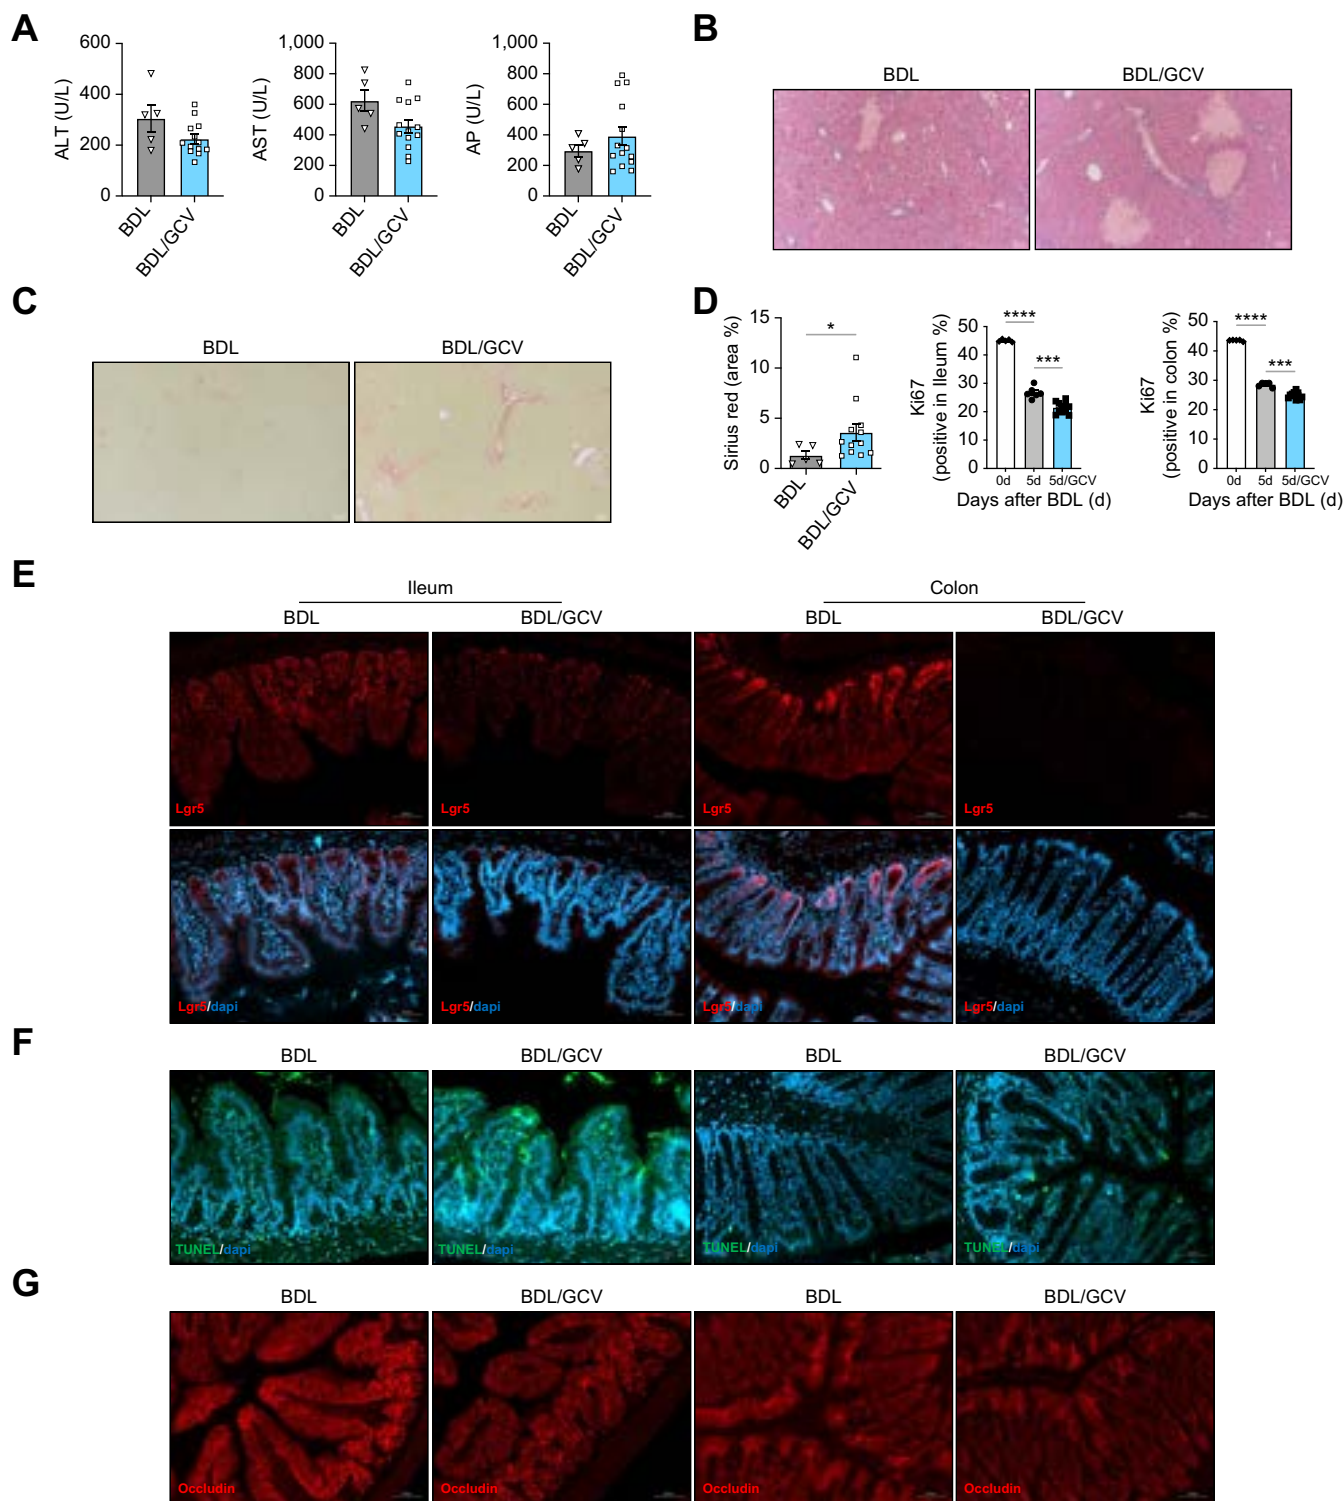 A
ALT (U/L)
600
400
200
0
BDL
BDL/GCV
AST (U/L)
1,000
800
600
400
200
0
BDL
BDL/GCV
AP (U/L)
1,000
800
600
400
200
0
BDL
BDL/GCV
B
BDL
BDL/GCV
C
BDL
BDL/GCV
D
Sirius red (area %)
15
10
5
0
*
BDL
BDL/GCV
Ki67
(positive in Ileum %)
50
40
30
20
10
0
****
***
0d 5d 5d/GCV
Days after BDL (d)
Ki67
(positive in colon %)
50
40
30
20
10
0
****
***
0d 5d 5d/GCV
Days after BDL (d)
E
Ileum Colon
BDL BDL/GCV BDL BDL/GCV
Lgr5 Lgr5 Lgr5 Lgr5
Lgr5/dapi Lgr5/dapi Lgr5/dapi Lgr5/dapi
F
BDL BDL/GCV BDL BDL/GCV
TUNEL/dapi TUNEL/dapi TUNEL/dapi TUNEL/dapi
G
BDL BDL/GCV BDL BDL/GCV
Occludin Occludin Occludin Occludin